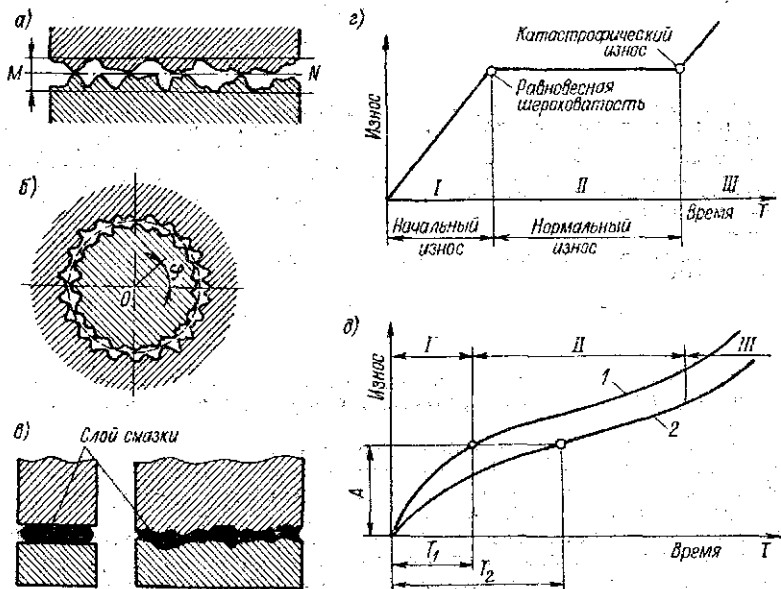 а)
M
N
б)
0
φ
в)
Слой смазки
г)
Износ
Катастрофический
износ
Равновесная
шероховатость
I
II
III
Время T
Начальный
износ
Нормальный
износ
д)
Износ
I
II
III
1
2
A
T1
T2
Время T